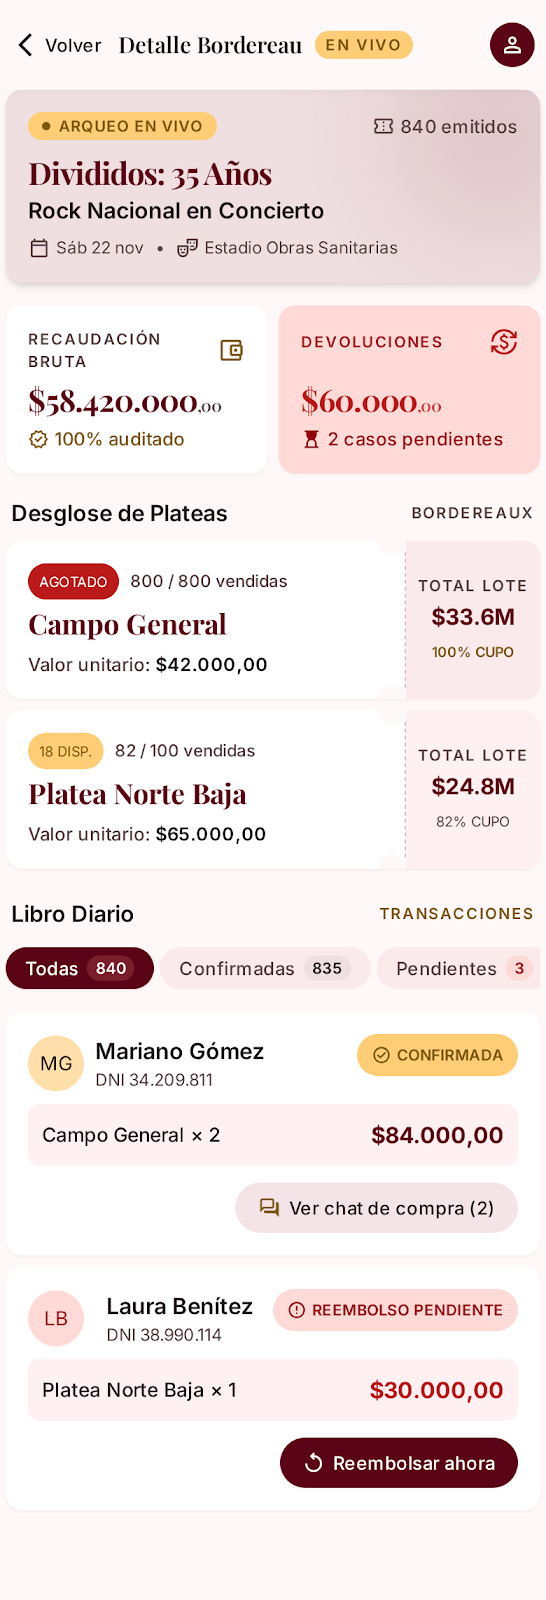 Volver Detalle Bordereau EN VIVO
ARQUEO EN VIVO 840 emitidos
Divididos: 35 Años
Rock Nacional en Concierto
Sáb 22 nov • Estadio Obras Sanitarias
RECAUDACIÓN BRUTA
$58.420.000,00
100% auditado
DEVOLUCIONES
$60.000,00
2 casos pendientes
Desglose de Plateas BORDEREAUX
AGOTADO 800 / 800 vendidas
Campo General
Valor unitario: $42.000,00
TOTAL LOTE
$33.6M
100% CUPO
18 DISP. 82 / 100 vendidas
Platea Norte Baja
Valor unitario: $65.000,00
TOTAL LOTE
$24.8M
82% CUPO
Libro Diario TRANSACCIONES
Todas 840 Confirmadas 835 Pendientes 3
MG Mariano Gómez CONFIRMADA
DNI 34.209.811
Campo General × 2 $84.000,00
Ver chat de compra (2)
LB Laura Benítez REEMBOLSO PENDIENTE
DNI 38.990.114
Platea Norte Baja × 1 $30.000,00
Reembolsar ahora